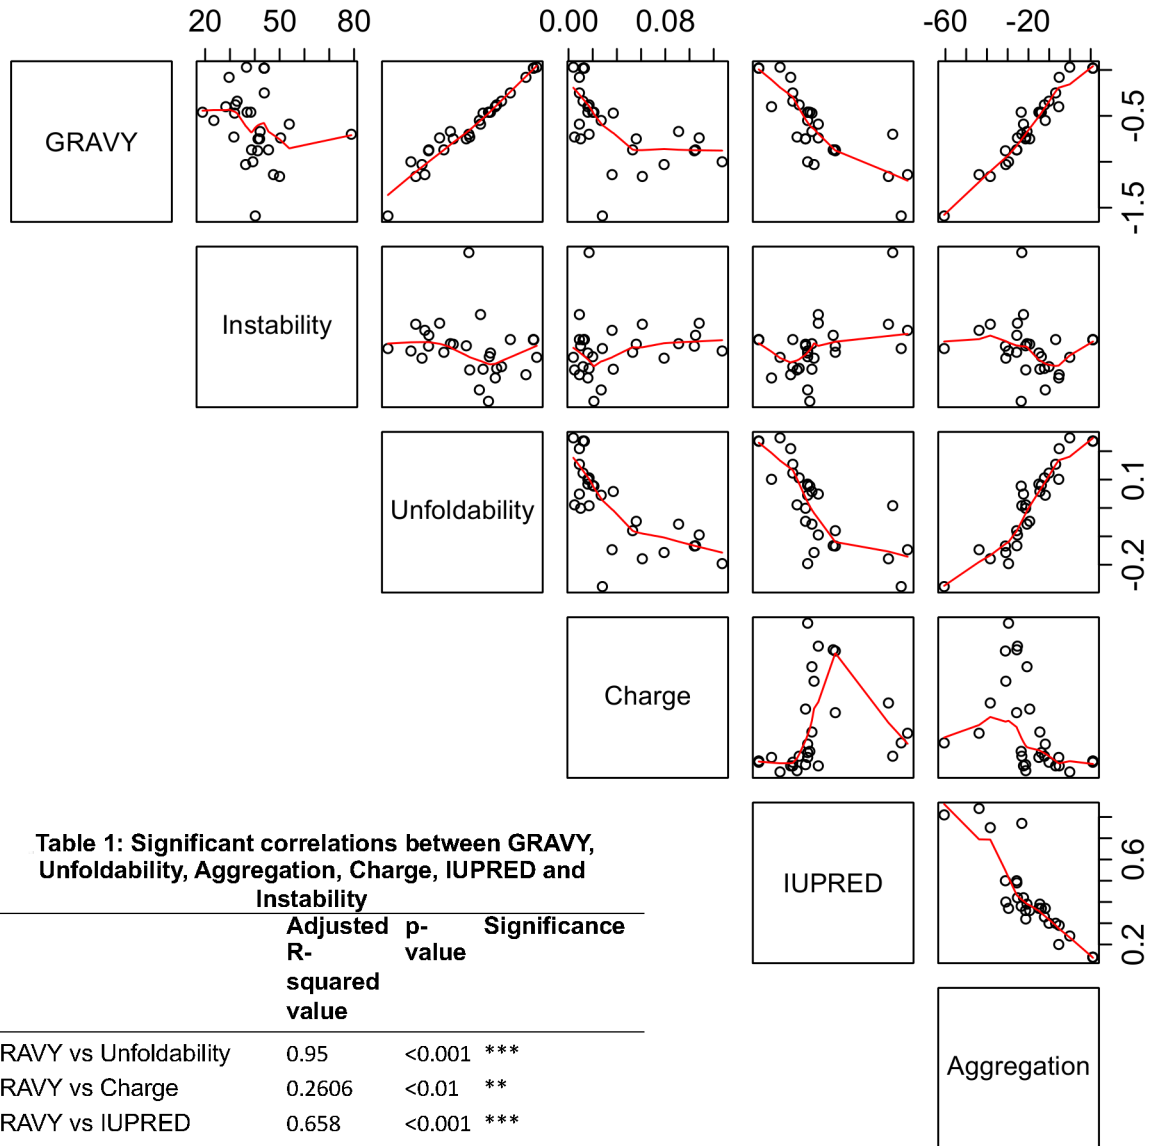 20 50 80 0.00 0.08 -60 -20
GRAVY
-0.5
-1.5
Instability
Unfoldability
0.1
-0.2
Charge
IUPRED
0.6
0.2
Aggregation
Table 1: Significant correlations between GRAVY,
Unfoldability, Aggregation, Charge, IUPRED and
Instability
Adjusted p- Significance
R- value
squared
value
RAVY vs Unfoldability 0.95 <0.001 ***
RAVY vs Charge 0.2606 <0.01 **
RAVY vs IUPRED 0.658 <0.001 ***